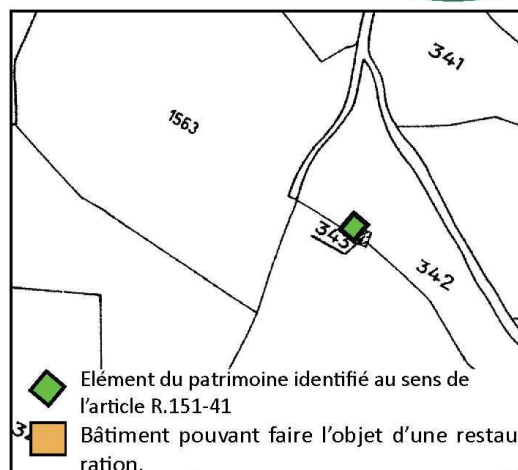 341
1563
343
342
Elément du patrimoine identifié au sens de
l’article R.151-41
Bâtiment pouvant faire l’objet d’une restau
ration.